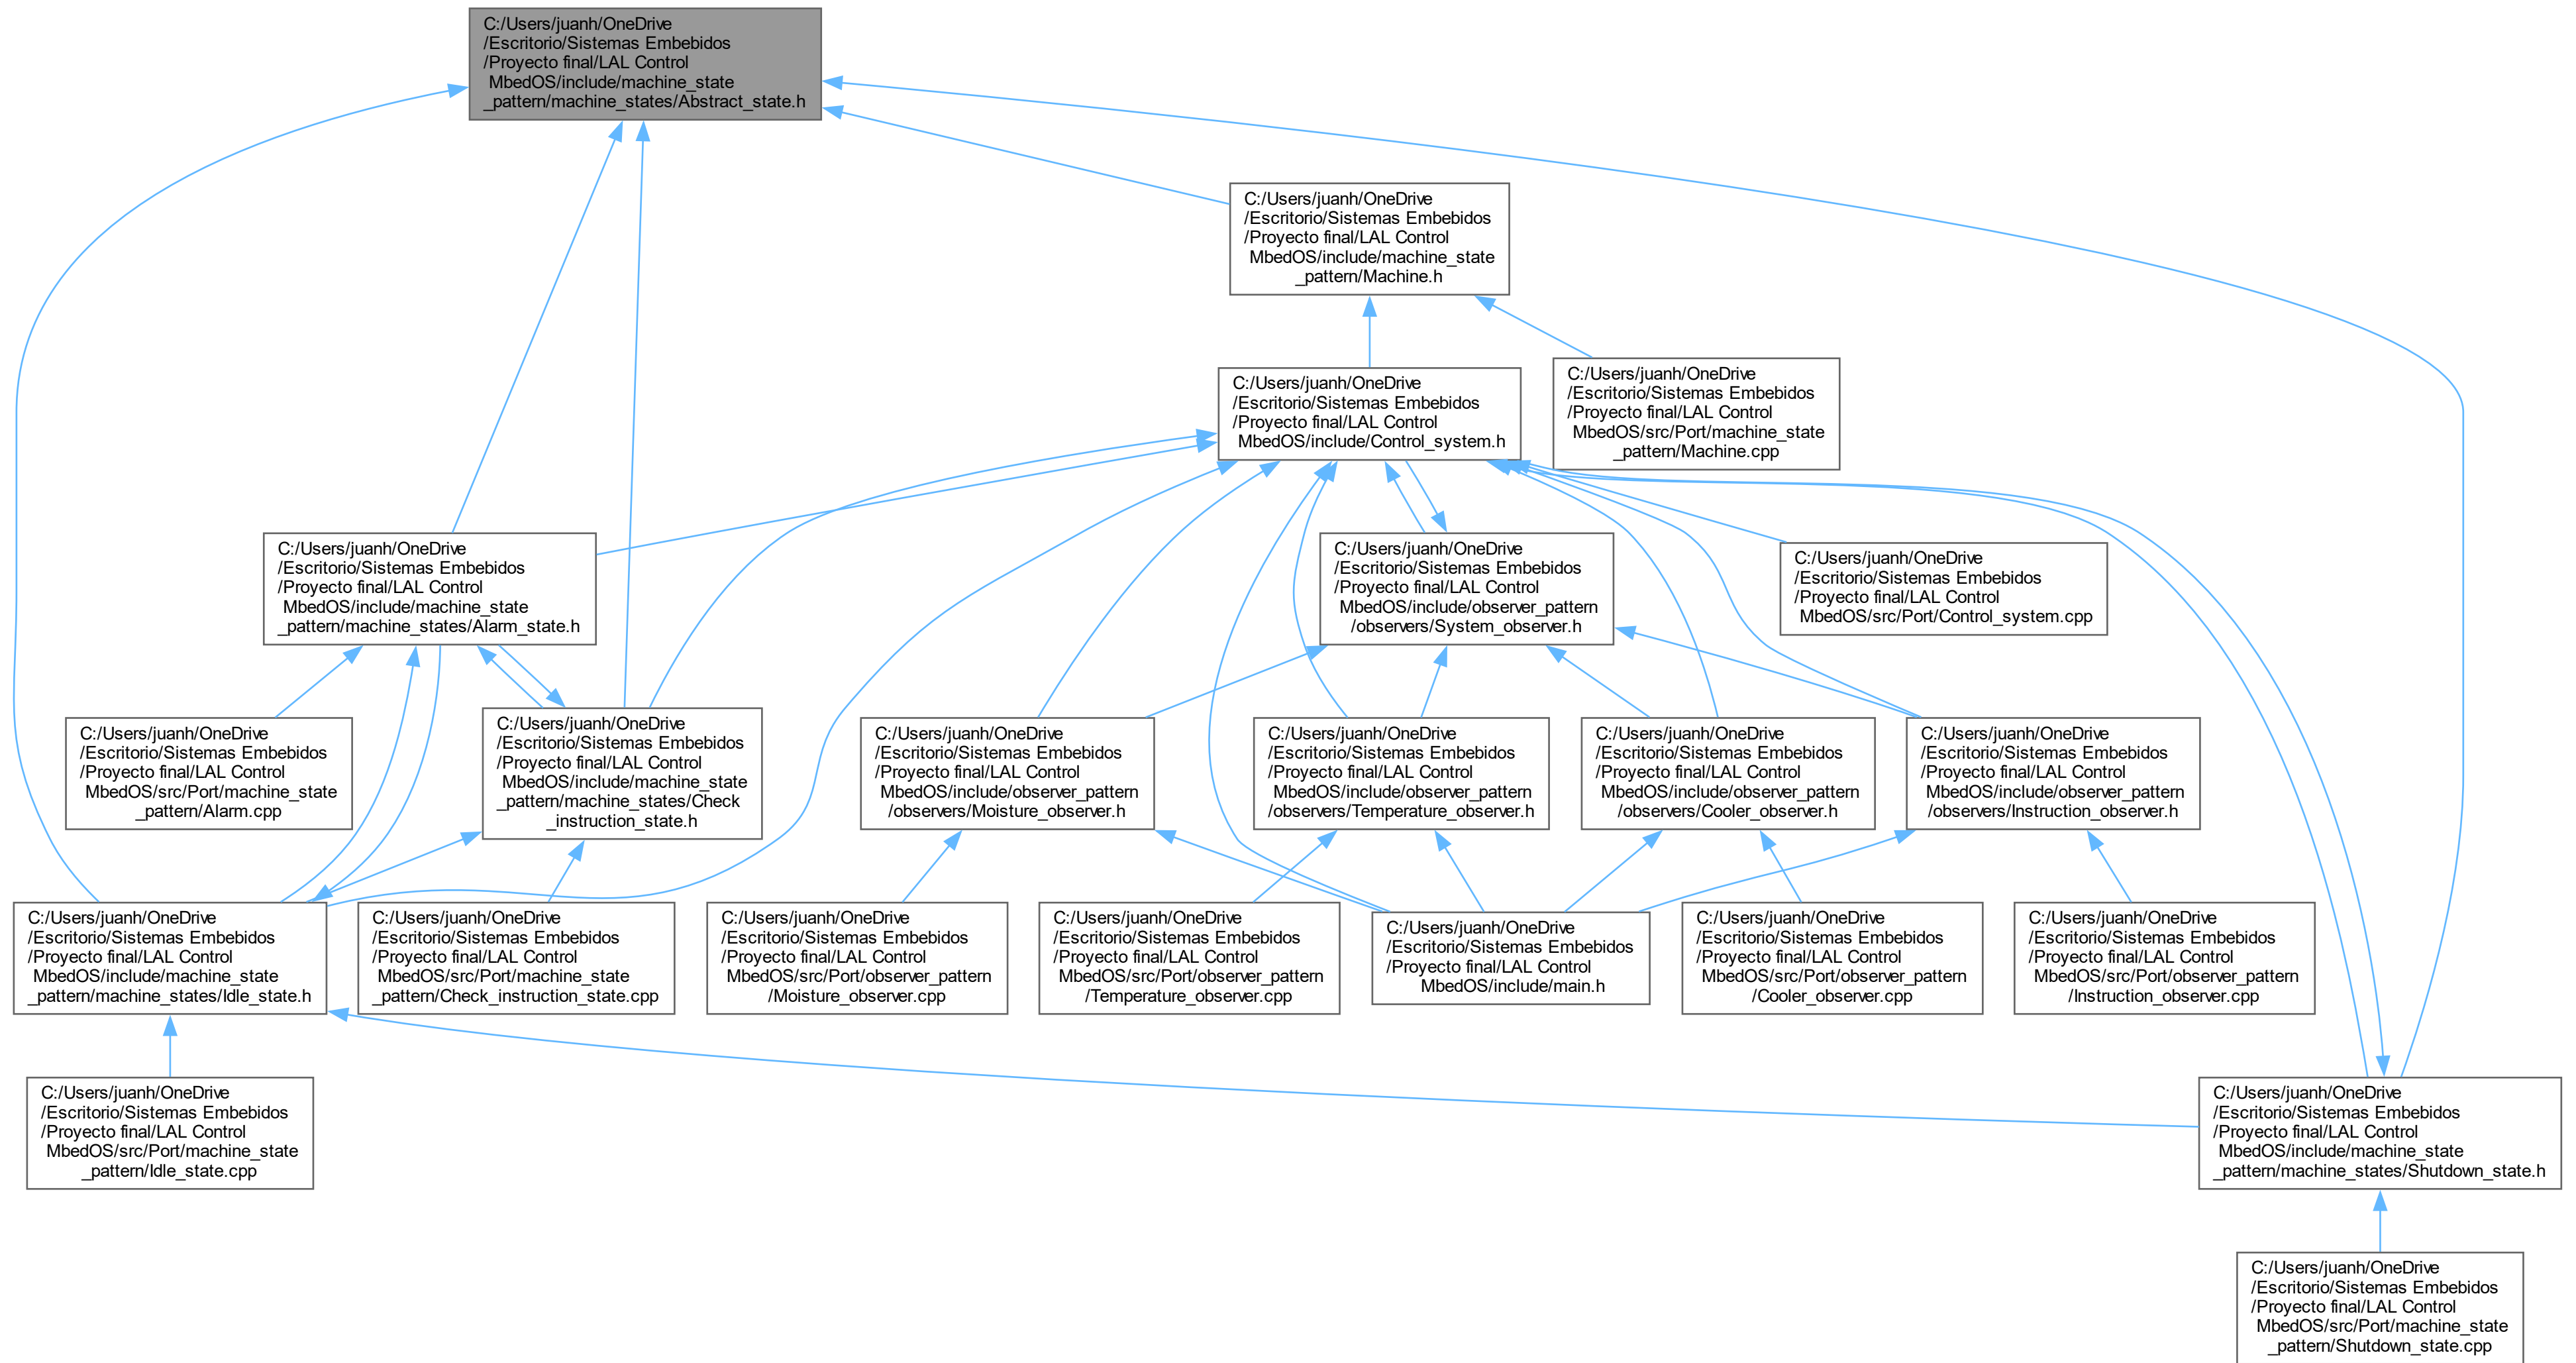 C:/Users/juanh/OneDrive
/Escritorio/Sistemas Embebidos
/Proyecto final/LAL Control
MbedOS/include/machine_state
_pattern/machine_states/Abstract_state.h
C:/Users/juanh/OneDrive
/Escritorio/Sistemas Embebidos
/Proyecto final/LAL Control
MbedOS/include/machine_state
_pattern/Machine.h
C:/Users/juanh/OneDrive
/Escritorio/Sistemas Embebidos
/Proyecto final/LAL Control
MbedOS/include/Control_system.h
C:/Users/juanh/OneDrive
/Escritorio/Sistemas Embebidos
/Proyecto final/LAL Control
MbedOS/src/Port/machine_state
_pattern/Machine.cpp
C:/Users/juanh/OneDrive
/Escritorio/Sistemas Embebidos
/Proyecto final/LAL Control
MbedOS/include/machine_state
_pattern/machine_states/Alarm_state.h
C:/Users/juanh/OneDrive
/Escritorio/Sistemas Embebidos
/Proyecto final/LAL Control
MbedOS/include/observer_pattern
/observers/System_observer.h
C:/Users/juanh/OneDrive
/Escritorio/Sistemas Embebidos
/Proyecto final/LAL Control
MbedOS/src/Port/Control_system.cpp
C:/Users/juanh/OneDrive
/Escritorio/Sistemas Embebidos
/Proyecto final/LAL Control
MbedOS/src/Port/machine_state
_pattern/Alarm.cpp
C:/Users/juanh/OneDrive
/Escritorio/Sistemas Embebidos
/Proyecto final/LAL Control
MbedOS/include/machine_state
_pattern/machine_states/Check
_instruction_state.h
C:/Users/juanh/OneDrive
/Escritorio/Sistemas Embebidos
/Proyecto final/LAL Control
MbedOS/include/observer_pattern
/observers/Moisture_observer.h
C:/Users/juanh/OneDrive
/Escritorio/Sistemas Embebidos
/Proyecto final/LAL Control
MbedOS/include/observer_pattern
/observers/Temperature_observer.h
C:/Users/juanh/OneDrive
/Escritorio/Sistemas Embebidos
/Proyecto final/LAL Control
MbedOS/include/observer_pattern
/observers/Cooler_observer.h
C:/Users/juanh/OneDrive
/Escritorio/Sistemas Embebidos
/Proyecto final/LAL Control
MbedOS/include/observer_pattern
/observers/Instruction_observer.h
C:/Users/juanh/OneDrive
/Escritorio/Sistemas Embebidos
/Proyecto final/LAL Control
MbedOS/include/machine_state
_pattern/machine_states/Idle_state.h
C:/Users/juanh/OneDrive
/Escritorio/Sistemas Embebidos
/Proyecto final/LAL Control
MbedOS/src/Port/machine_state
_pattern/Check_instruction_state.cpp
C:/Users/juanh/OneDrive
/Escritorio/Sistemas Embebidos
/Proyecto final/LAL Control
MbedOS/src/Port/observer_pattern
/Moisture_observer.cpp
C:/Users/juanh/OneDrive
/Escritorio/Sistemas Embebidos
/Proyecto final/LAL Control
MbedOS/src/Port/observer_pattern
/Temperature_observer.cpp
C:/Users/juanh/OneDrive
/Escritorio/Sistemas Embebidos
/Proyecto final/LAL Control
MbedOS/include/main.h
C:/Users/juanh/OneDrive
/Escritorio/Sistemas Embebidos
/Proyecto final/LAL Control
MbedOS/src/Port/observer_pattern
/Cooler_observer.cpp
C:/Users/juanh/OneDrive
/Escritorio/Sistemas Embebidos
/Proyecto final/LAL Control
MbedOS/src/Port/observer_pattern
/Instruction_observer.cpp
C:/Users/juanh/OneDrive
/Escritorio/Sistemas Embebidos
/Proyecto final/LAL Control
MbedOS/src/Port/machine_state
_pattern/Idle_state.cpp
C:/Users/juanh/OneDrive
/Escritorio/Sistemas Embebidos
/Proyecto final/LAL Control
MbedOS/include/machine_state
_pattern/machine_states/Shutdown_state.h
C:/Users/juanh/OneDrive
/Escritorio/Sistemas Embebidos
/Proyecto final/LAL Control
MbedOS/src/Port/machine_state
_pattern/Shutdown_state.cpp